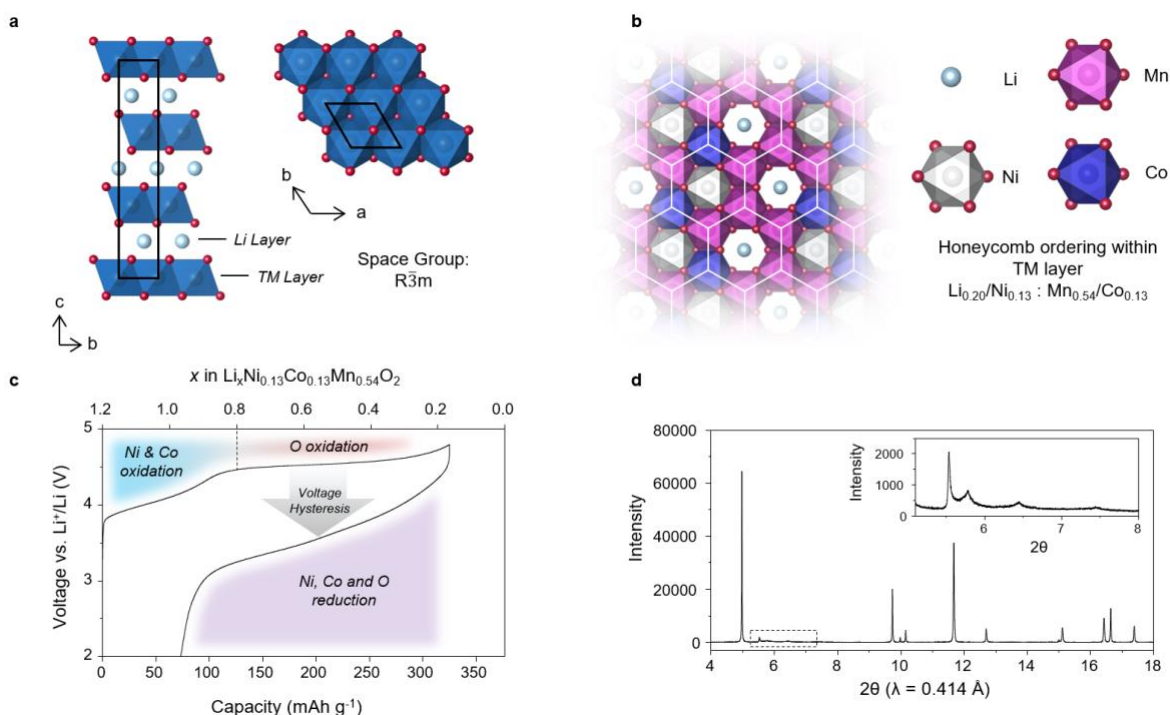 a
Li Layer
TM Layer
c
b
b
a
Space Group:
R3̅m
b
Li
Mn
Ni
Co
Honeycomb ordering within
TM layer
Li0.20/Ni0.13 : Mn0.54/Co0.13
c
x in LixNi0.13Co0.13Mn0.54O2
1.2 1.0 0.8 0.6 0.4 0.2 0.0
Voltage vs. Li+/Li (V)
5
4
3
2
Ni & Co
oxidation
O oxidation
Voltage
Hysteresis
Ni, Co and O
reduction
0 50 100 150 200 250 300 350
Capacity (mAh g-1)
d
Intensity
80000
60000
40000
20000
0
Intensity
2000
1000
0
6 7 8
2θ
4 6 8 10 12 14 16 18
2θ (λ = 0.414 Å)